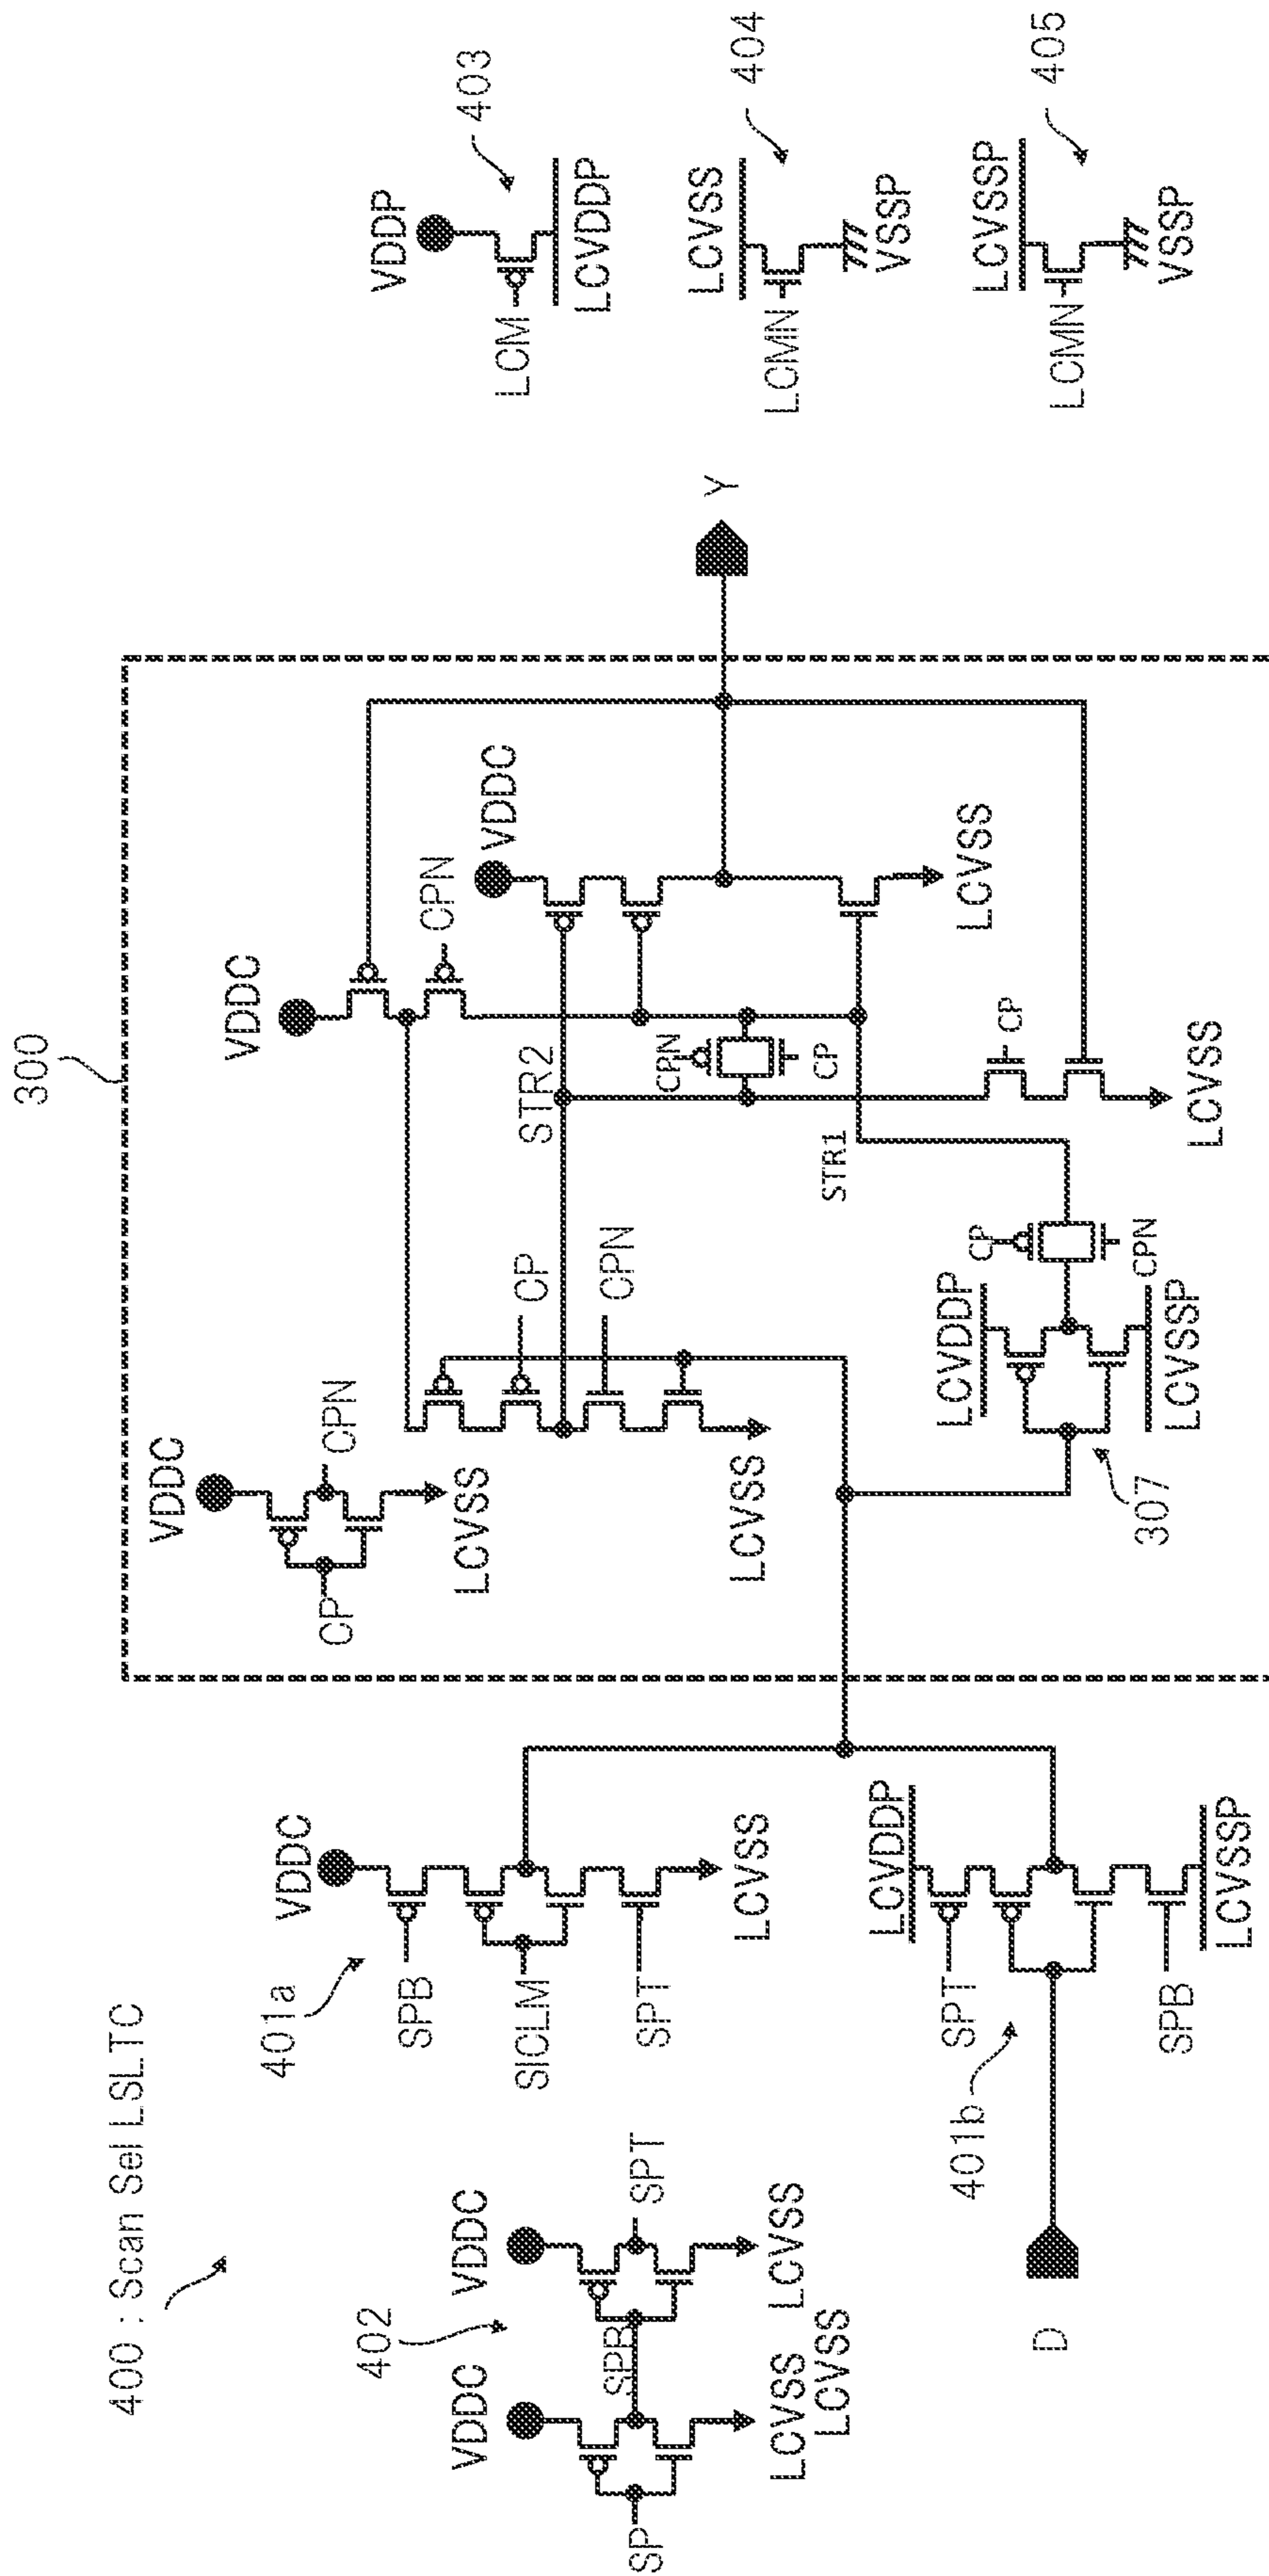 400 : Scan Sel LSLTC
300
402
VDDC
VDDC
SP
SPB
SPT
LCVSS
LCVSS
LCVSS
401a
VDDC
SPB
SICLM
SPT
LCVSS
401b
LCVDDP
SPT
SPB
LCVSSP
D
VDDC
CP
CPN
LCVSS
CP
CPN
LCVSS
VDDC
CPN
VDDC
STR2
CPN
CP
STR1
LCVSS
CP
LCVSS
LCVDDP
CP
CPN
LCVSSP
307
Y
VDDP
LCM
LCVDDP
403
LCVSS
LCMN
VSSP
404
LCVSSP
LCMN
VSSP
405